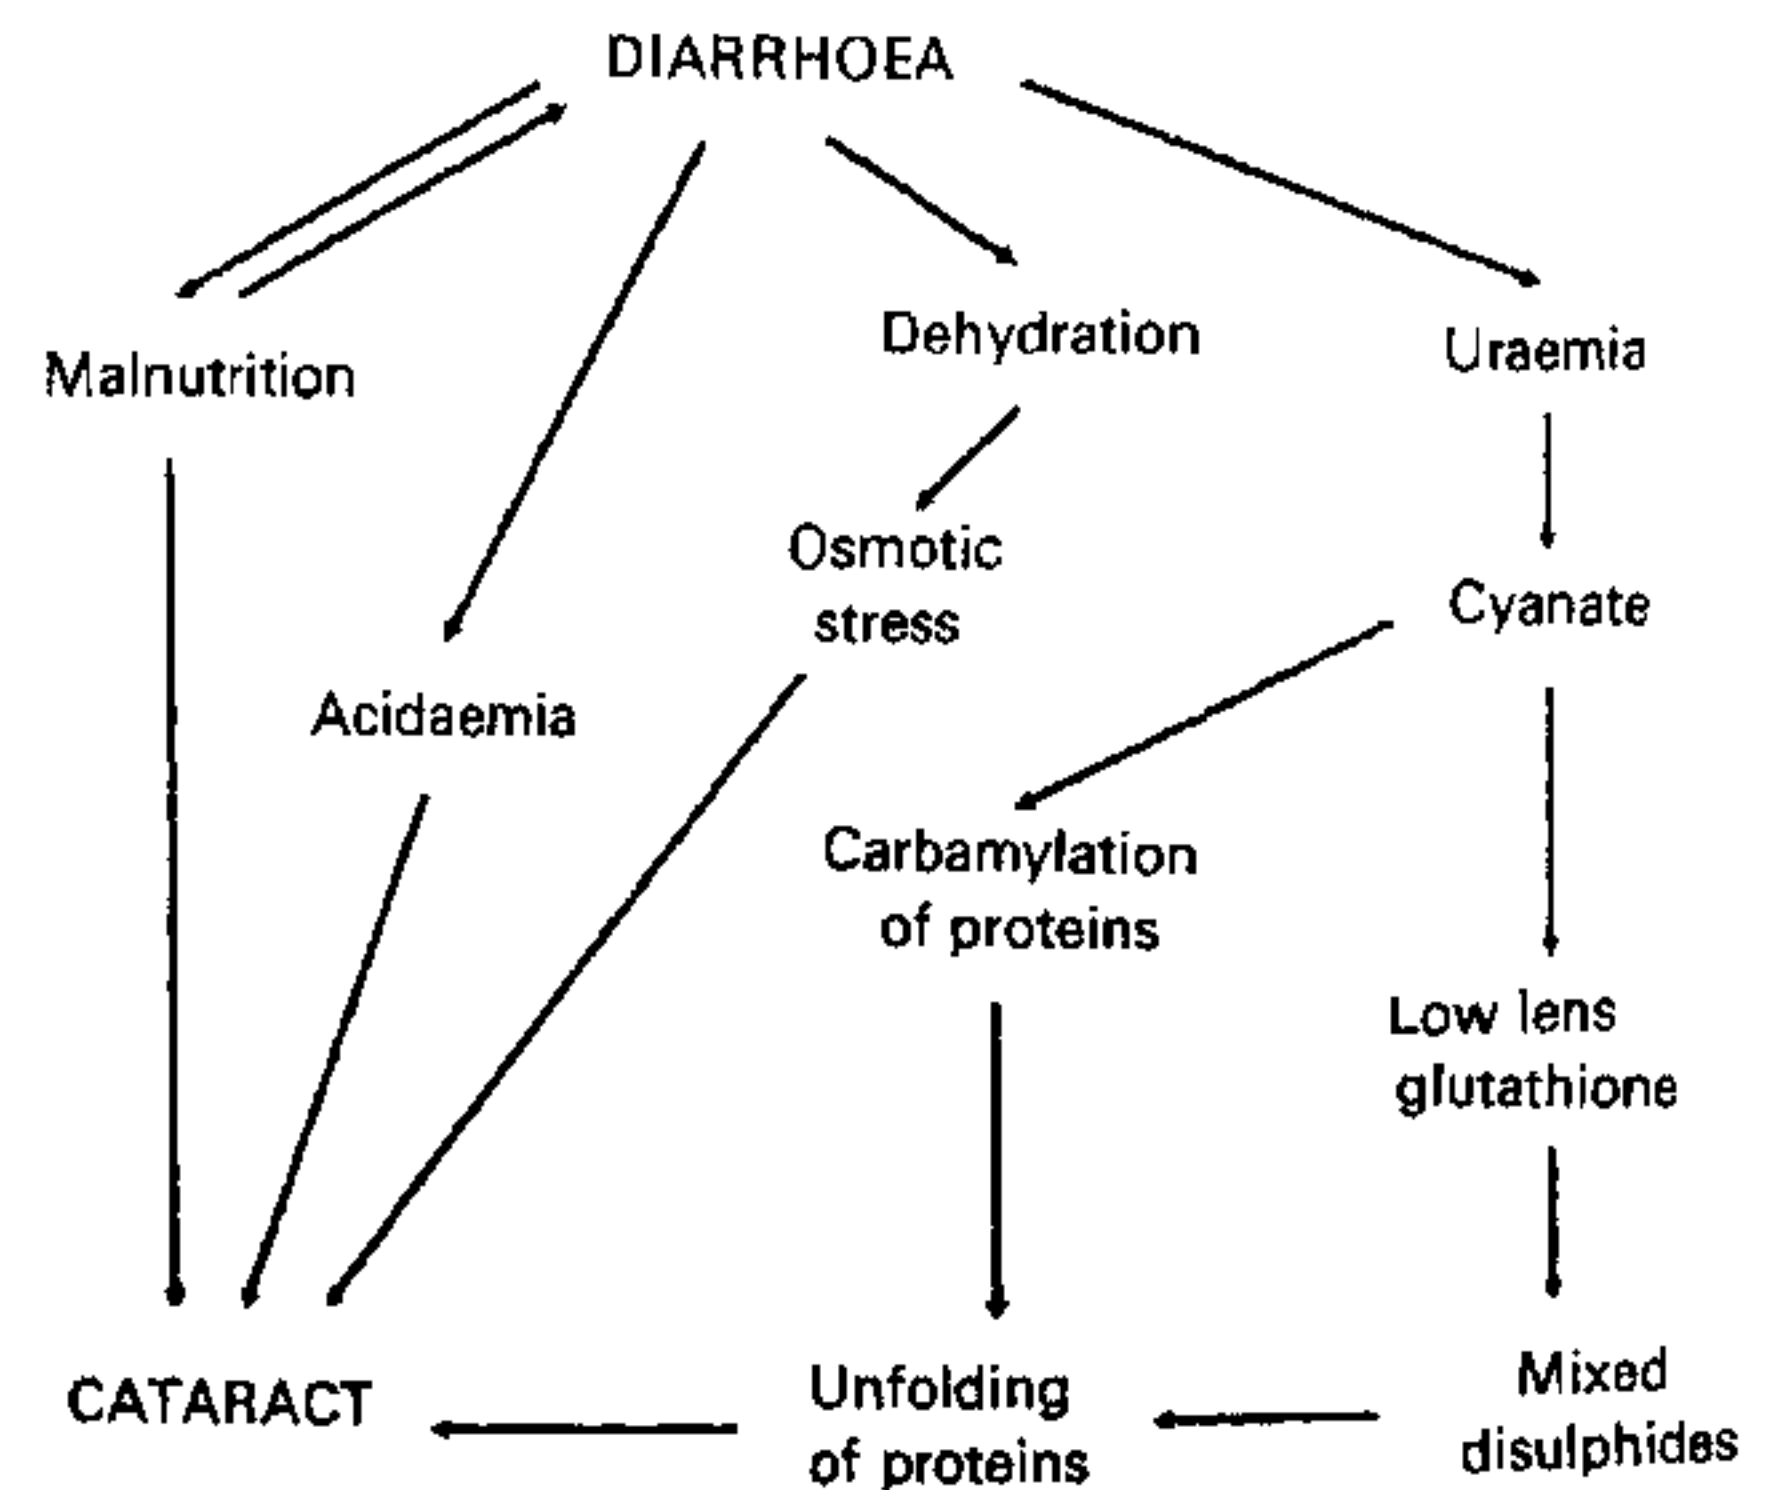 DIARRHOEA
Malnutrition
Dehydration
Uraemia
Osmotic
stress
Cyanate
Acidaemia
Carbamylation
of proteins
Low lens
glutathione
CATARACT
Unfolding
of proteins
Mixed
disulphides